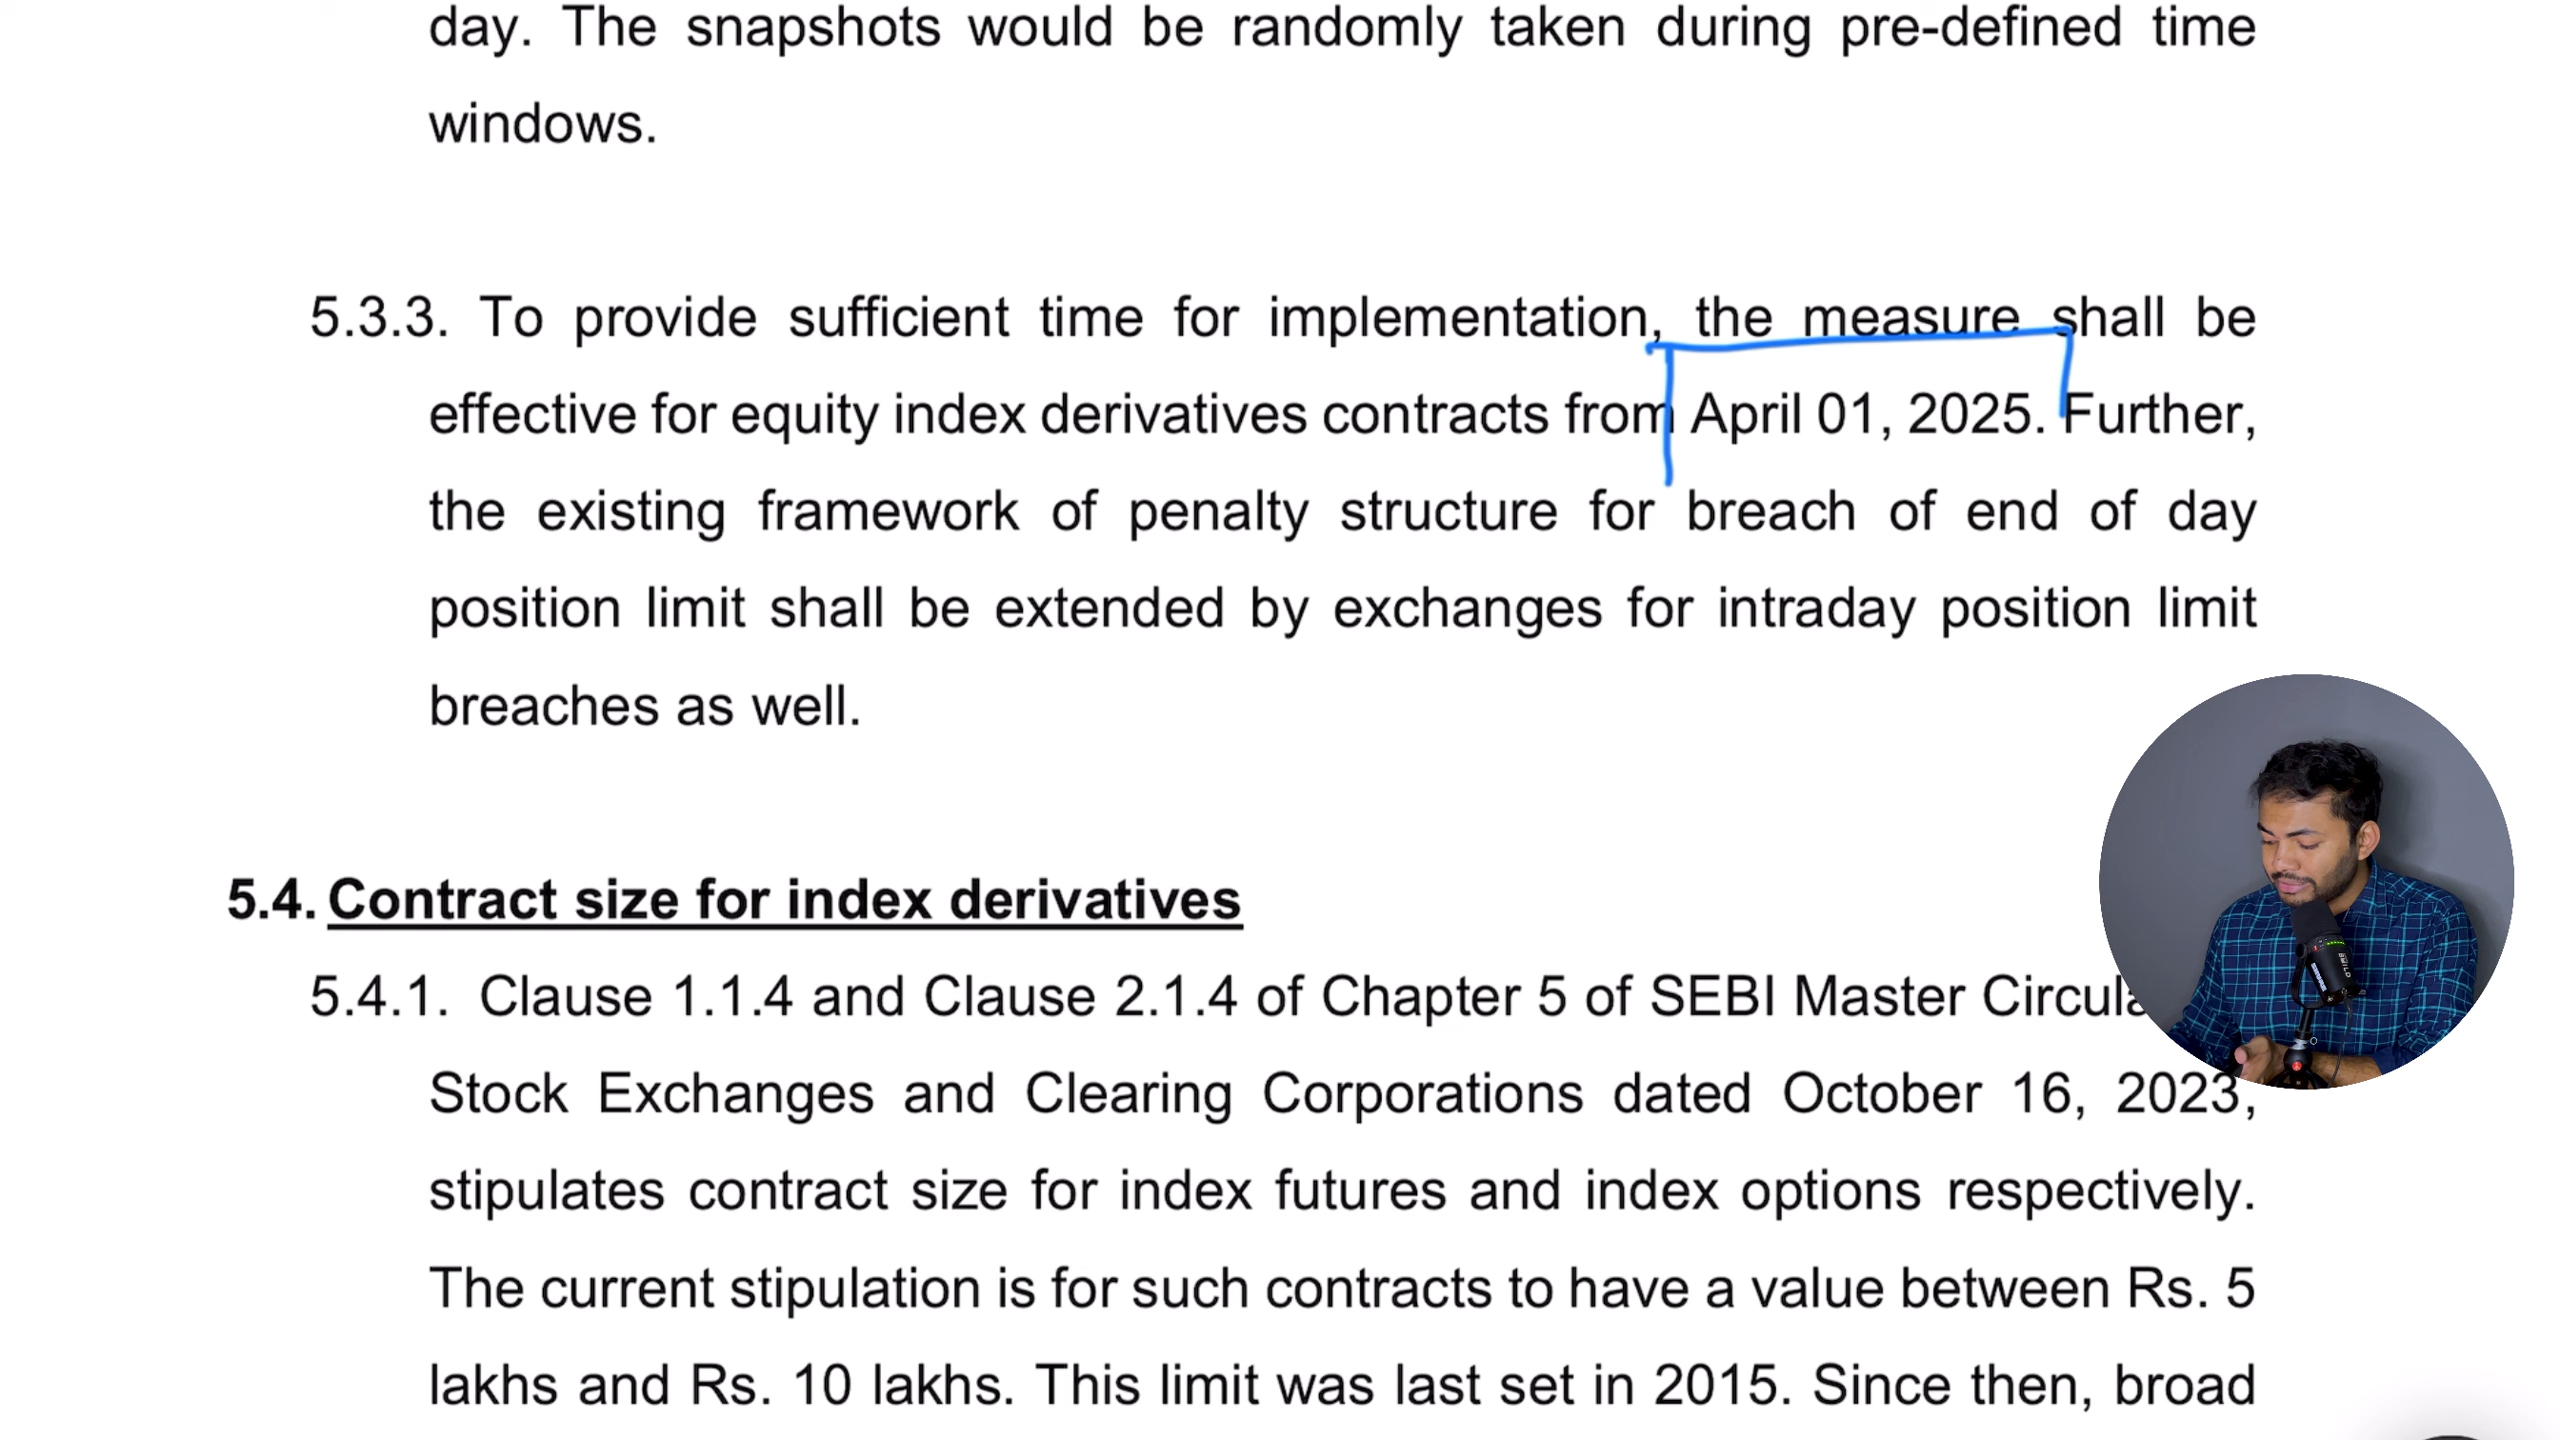 day. The snapshots would be randomly taken during pre-defined time
windows.
5.3.3. To provide sufficient time for implementation, the measure shall be
effective for equity index derivatives contracts from April 01, 2025. Further,
the existing framework of penalty structure for breach of end of day
position limit shall be extended by exchanges for intraday position limit
breaches as well.
5.4. Contract size for index derivatives
5.4.1. Clause 1.1.4 and Clause 2.1.4 of Chapter 5 of SEBI Master
Stock Exchanges and Clearing Corporations dated October 16, 2023,
stipulates contract size for index futures and index options respectively.
The current stipulation is for such contracts to have a value between Rs. 5
lakhs and Rs. 10 lakhs. This limit was last set in 2015. Since then, broad